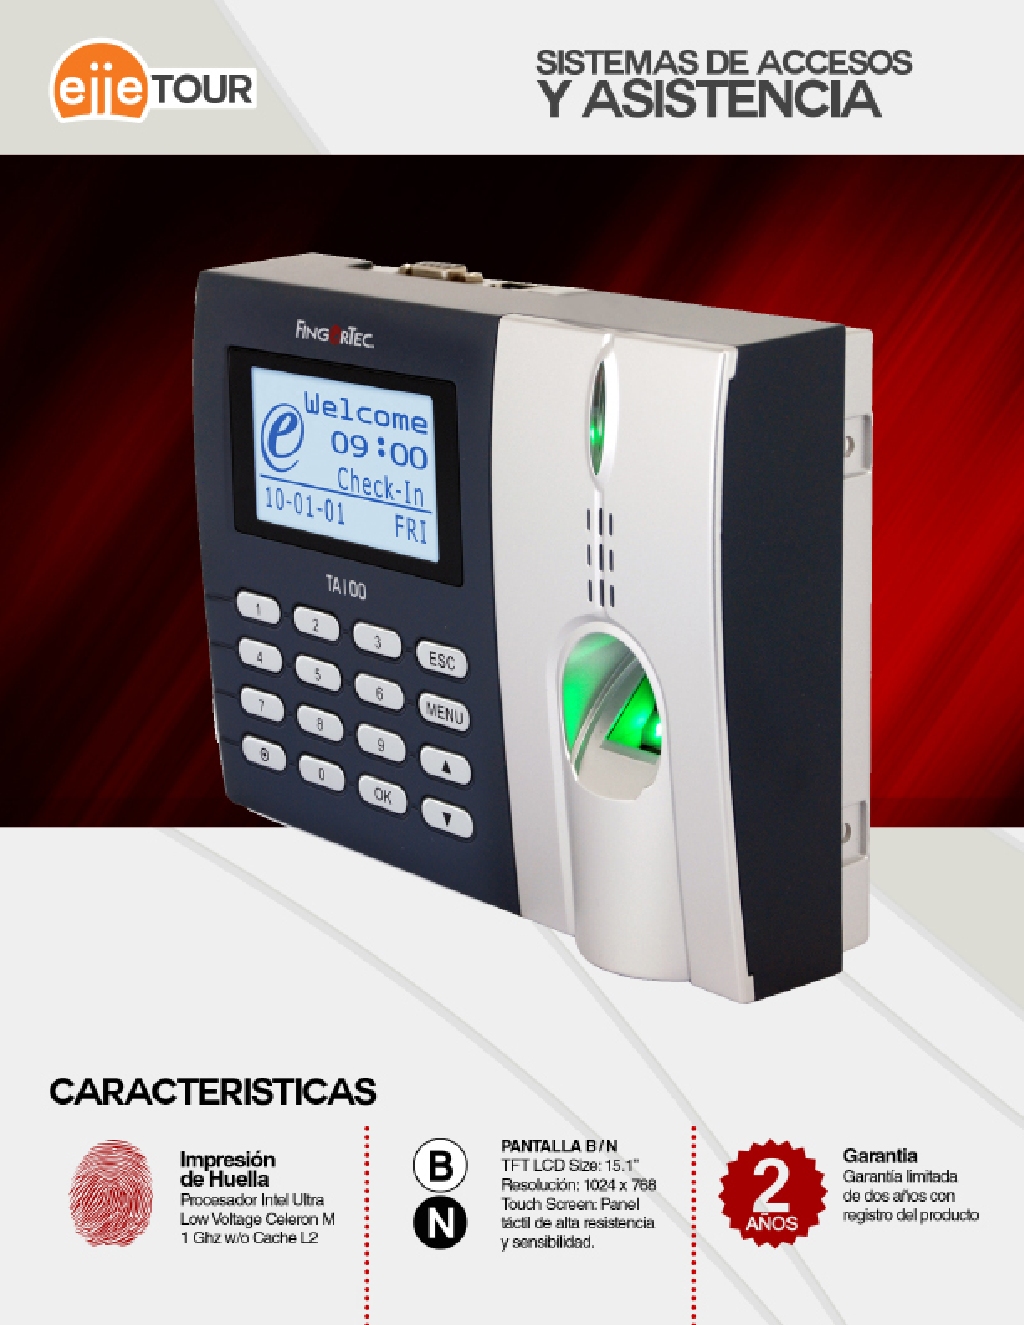 eije TOUR
SISTEMAS DE ACCESOS
Y ASISTENCIA
FINGERTEC
Welcome
e
09:00
Check-In
10-01-01 FRI
TA100
1 2 3 ESC
4 5 6 MENU
7 8 9 ▲
0 OK ▼
CARACTERISTICAS
Impresión
de Huella
Procesador Intel Ultra
Low Voltage Celeron M
1 Ghz w/o Cache L2
B
N
PANTALLA B/N
TFT LCD Size: 15.1"
Resolución: 1024 x 768
Touch Screen: Panel
táctil de alta resistencia
y sensibilidad.
2
AÑOS
Garantia
Garantía limitada
de dos años con
registro del producto